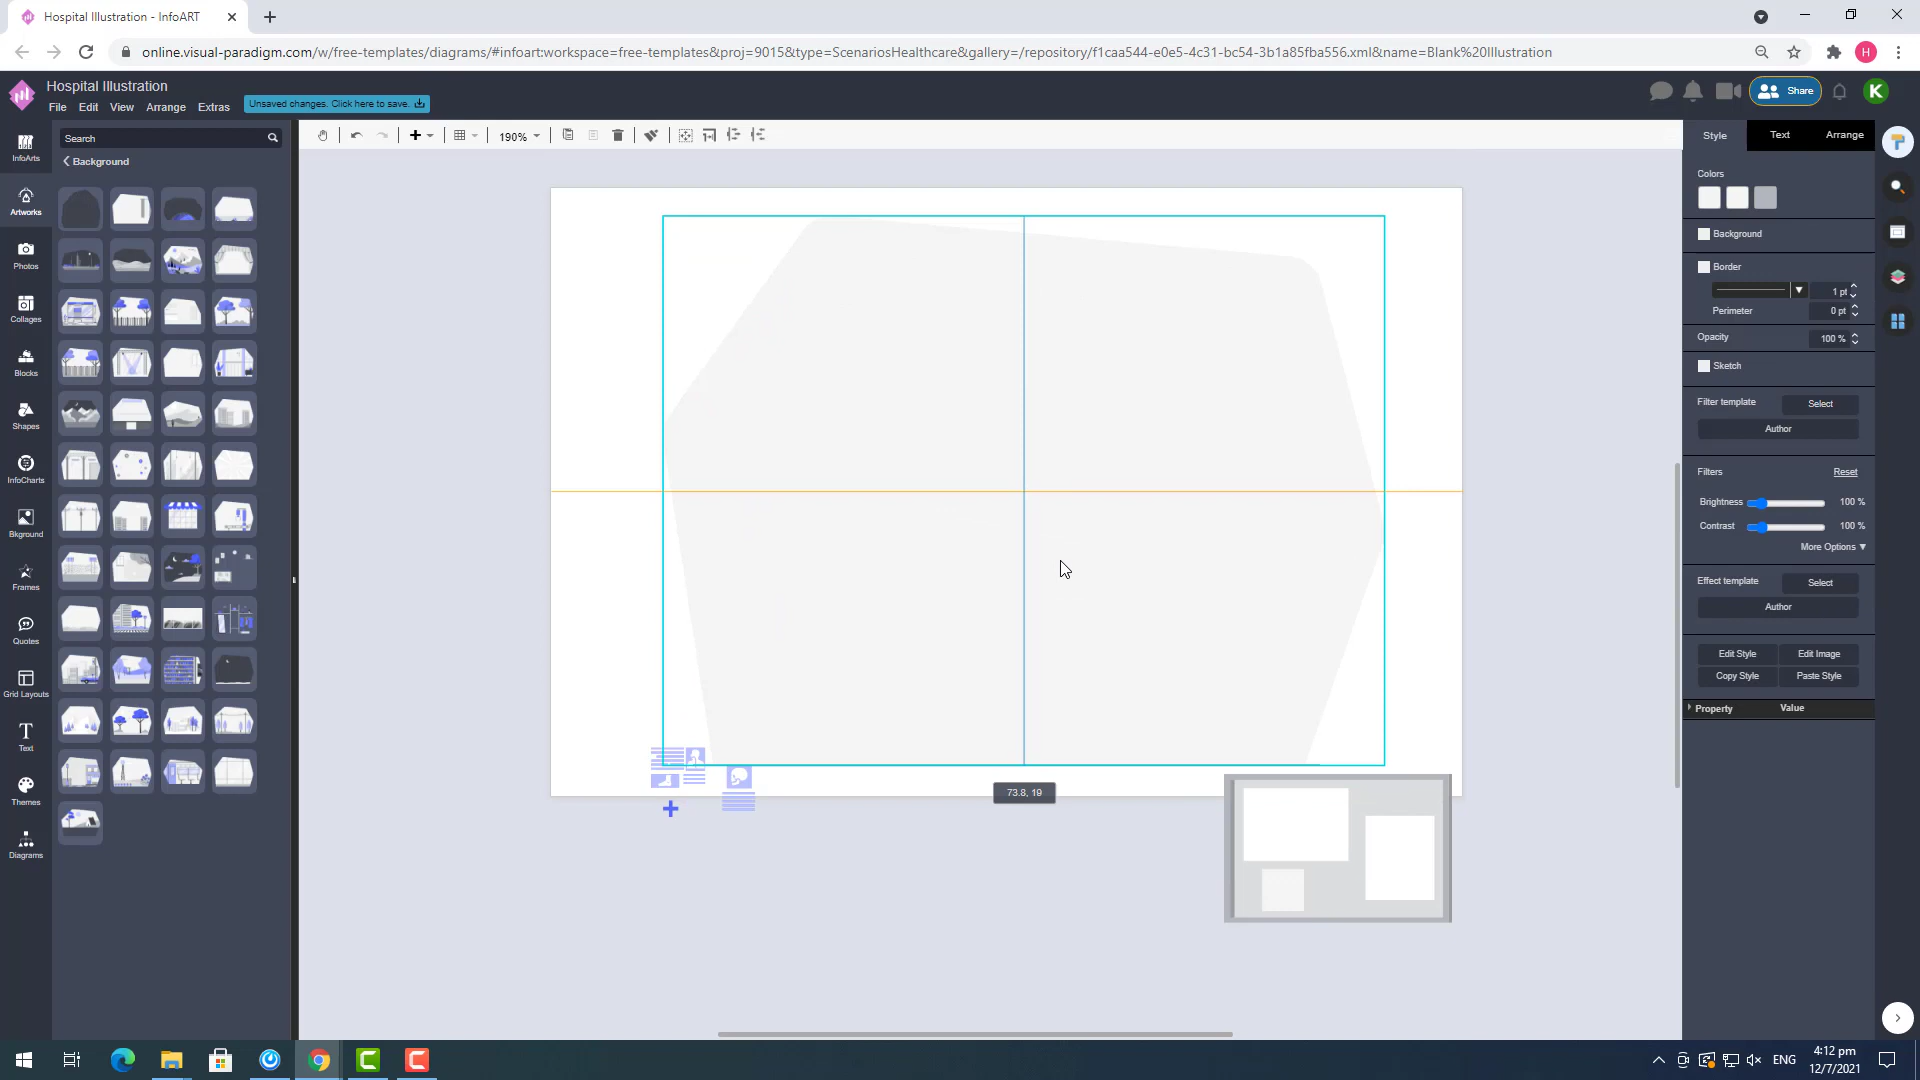 Hospital Illustration - InfoART
online.visual-paradigm.com/w/free-templates/diagrams/#infoart:workspace=free-templates&proj=9015&type=ScenariosHealthcare&gallery=/repository/f1caa544-e0e5-4c31-bc54-3b1a85fba556.xml&name=Blank%20Illustration
H
Hospital Illustration
File Edit View Arrange Extras
Unsaved changes. Click here to save.
Share
K
Search
Background
InfoArts
Artworks
Photos
Collages
Blocks
Shapes
InfoCharts
Bkground
Frames
Quotes
Grid Layouts
Text
Themes
Diagrams
190%
73.8, 19
Style Text Arrange
Colors
Background
Border
1 pt
Perimeter 0 pt
Opacity 100 %
Sketch
Filter template Select
Author
Filters Reset
Brightness 100 %
Contrast 100 %
More Options ▼
Effect template Select
Author
Edit Style Edit Image
Copy Style Paste Style
Property Value
ENG
4:12 pm
12/7/2021